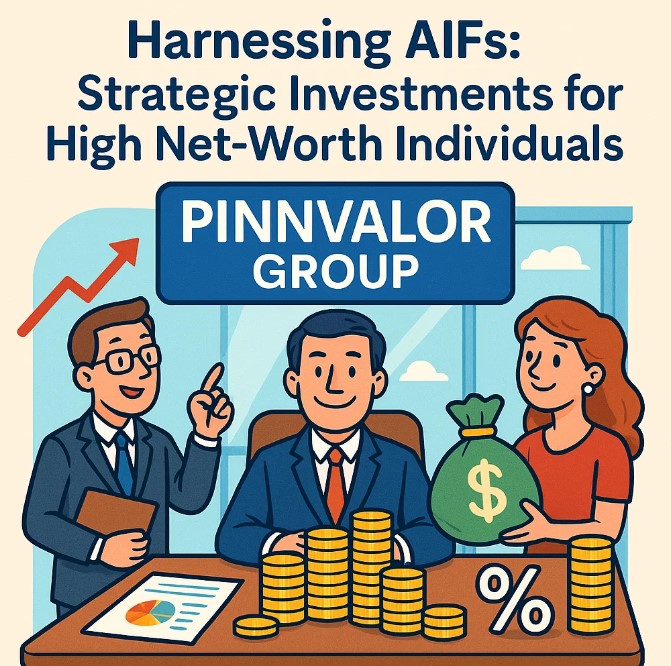 Harnessing AIFs:
Strategic Investments for
High Net-Worth Individuals
PINNVALOR
GROUP
$
%